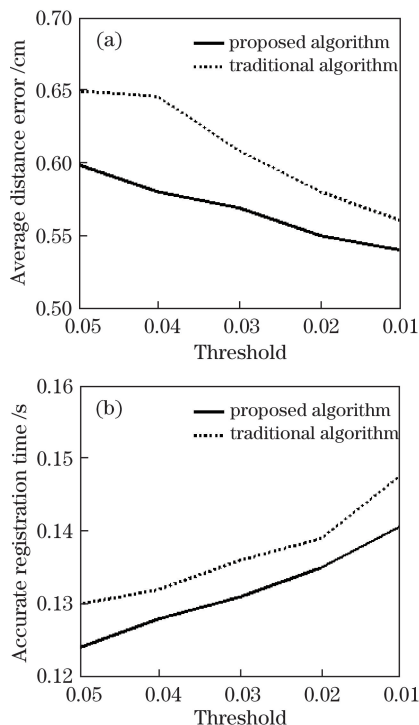 0.70
(a)
proposed algorithm
traditional algorithm
0.65
0.60
0.55
0.50
Average distance error /cm
0.05 0.04 0.03 0.02 0.01
Threshold
0.16
(b)
proposed algorithm
traditional algorithm
0.15
0.14
0.13
0.12
Accurate registration time /s
0.05 0.04 0.03 0.02 0.01
Threshold